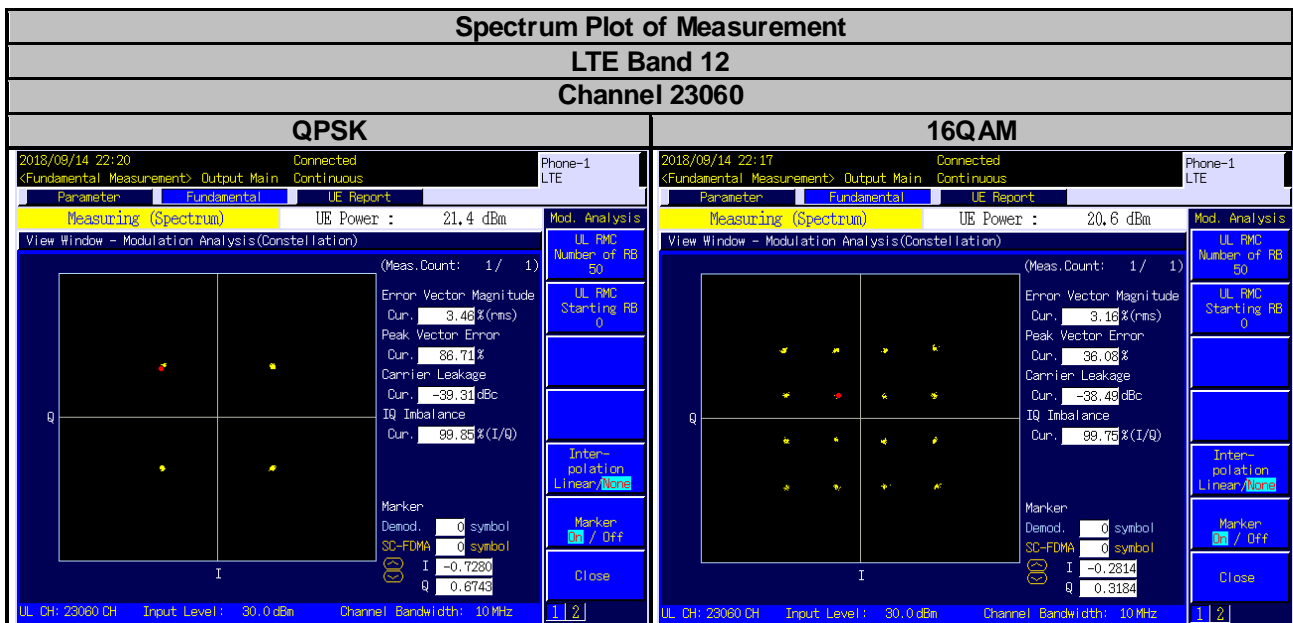 Spectrum Plot of Measurement
LTE Band 12
Channel 23060
QPSK
2018/09/14 22:20 Connected
<Fundamental Measurement> Output Main Continuous
Phone-1
LTE
Parameter Fundamental UE Report
Measuring (Spectrum) UE Power : 21.4 dBm
Mod. Analysis
View Window - Modulation Analysis(Constellation)
(Meas.Count: 1/ 1)
Error Vector Magnitude
Cur. 3.46 %(rms)
Peak Vector Error
Cur. 86.71 %
Carrier Leakage
Cur. -39.31 dBc
IQ Imbalance
Cur. 99.85 %(I/Q)
Q
I
Marker
Demod. 0 symbol
SC-FDMA 0 symbol
I -0.7280
Q 0.6743
UL RMC
Number of RB
50
UL RMC
Starting RB
0
Inter-
polation
Linear/None
Marker
On / Off
Close
UL CH: 23060 CH Input Level: 30.0 dBm Channel Bandwidth: 10 MHz
1 2
16QAM
2018/09/14 22:17 Connected
<Fundamental Measurement> Output Main Continuous
Phone-1
LTE
Parameter Fundamental UE Report
Measuring (Spectrum) UE Power : 20.6 dBm
Mod. Analysis
View Window - Modulation Analysis(Constellation)
(Meas.Count: 1/ 1)
Error Vector Magnitude
Cur. 3.16 %(rms)
Peak Vector Error
Cur. 36.08 %
Carrier Leakage
Cur. -38.49 dBc
IQ Imbalance
Cur. 99.75 %(I/Q)
Q
I
Marker
Demod. 0 symbol
SC-FDMA 0 symbol
I -0.2814
Q 0.3184
UL RMC
Number of RB
50
UL RMC
Starting RB
0
Inter-
polation
Linear/None
Marker
On / Off
Close
UL CH: 23060 CH Input Level: 30.0 dBm Channel Bandwidth: 10 MHz
1 2